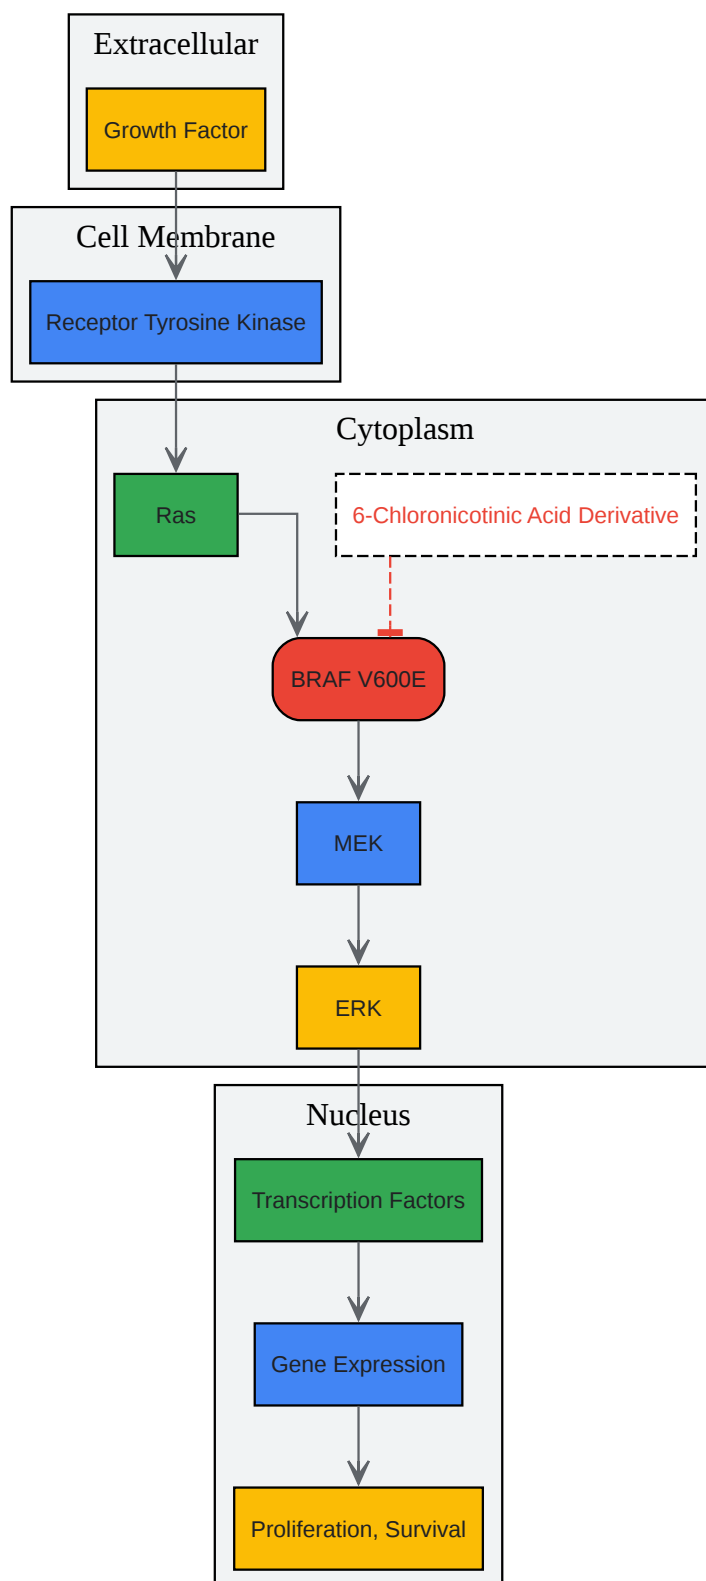 Extracellular
Growth Factor
Cell Membrane
Receptor Tyrosine Kinase
Cytoplasm
Ras
6-Chloronicotinic Acid Derivative
BRAF V600E
MEK
ERK
Nucleus
Transcription Factors
Gene Expression
Proliferation, Survival